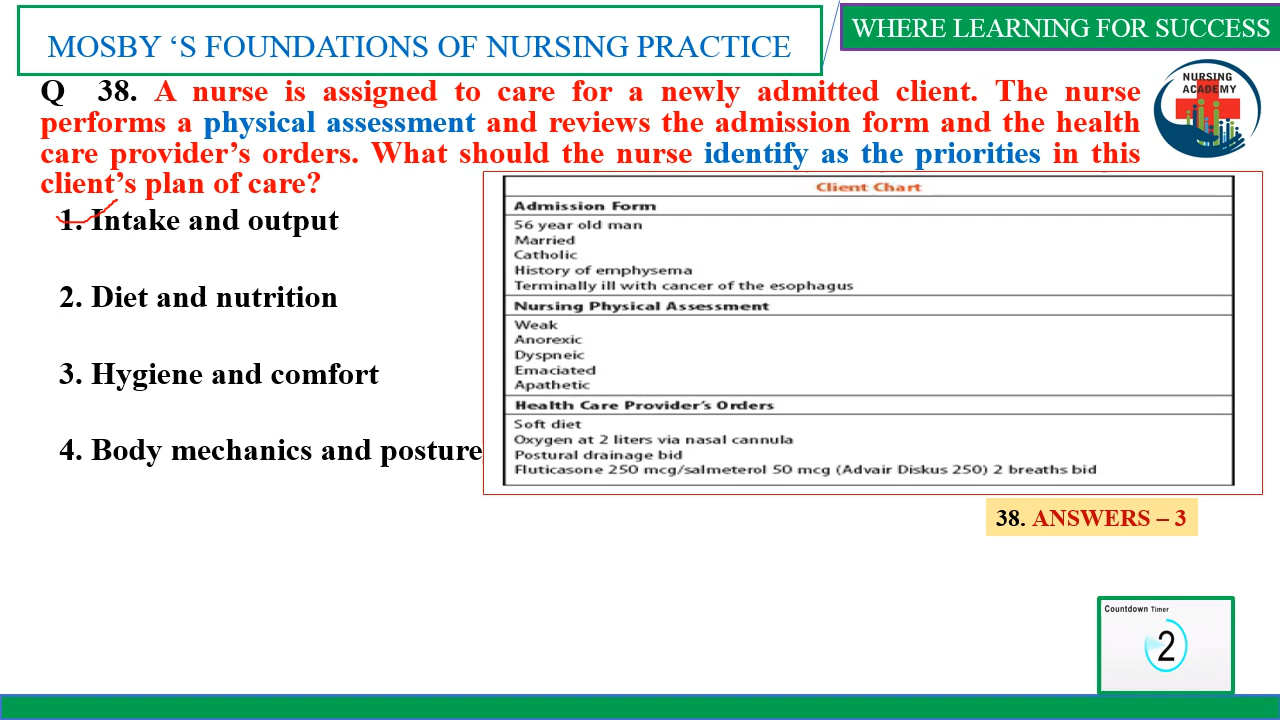 MOSBY ‘S FOUNDATIONS OF NURSING PRACTICE
WHERE LEARNING FOR SUCCESS
NURSING
ACADEMY
Q 38. A nurse is assigned to care for a newly admitted client. The nurse
performs a physical assessment and reviews the admission form and the health
care provider’s orders. What should the nurse identify as the priorities in this
client’s plan of care?
1. Intake and output
2. Diet and nutrition
3. Hygiene and comfort
4. Body mechanics and posture
Client Chart
Admission Form
56 year old man
Married
Catholic
History of emphysema
Terminally ill with cancer of the esophagus
Nursing Physical Assessment
Weak
Anorexic
Dyspneic
Emaciated
Apathetic
Health Care Provider’s Orders
Soft diet
Oxygen at 2 liters via nasal cannula
Postural drainage bid
Fluticasone 250 mcg/salmeterol 50 mcg (Advair Diskus 250) 2 breaths bid
38. ANSWERS – 3
Countdown Timer
2